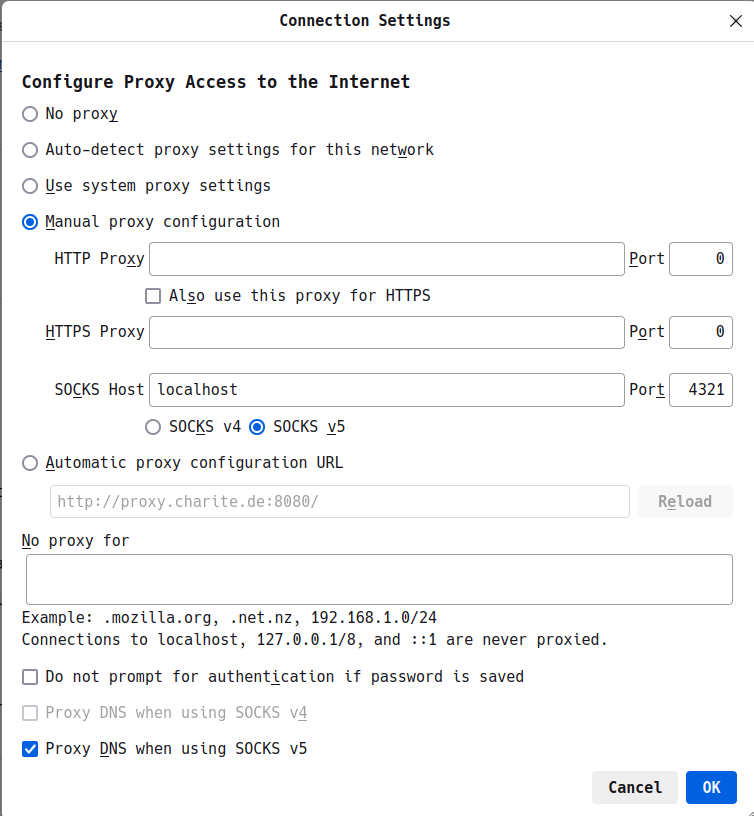 Connection Settings
Configure Proxy Access to the Internet
No proxy
Auto-detect proxy settings for this network
Use system proxy settings
Manual proxy configuration
HTTP Proxy Port 0
Also use this proxy for HTTPS
HTTPS Proxy Port 0
SOCKS Host localhost Port 4321
SOCKS v4 SOCKS v5
Automatic proxy configuration URL
http://proxy.charite.de:8080/ Reload
No proxy for
Example: .mozilla.org, .net.nz, 192.168.1.0/24
Connections to localhost, 127.0.0.1/8, and ::1 are never proxied.
Do not prompt for authentication if password is saved
Proxy DNS when using SOCKS v4
Proxy DNS when using SOCKS v5
Cancel OK